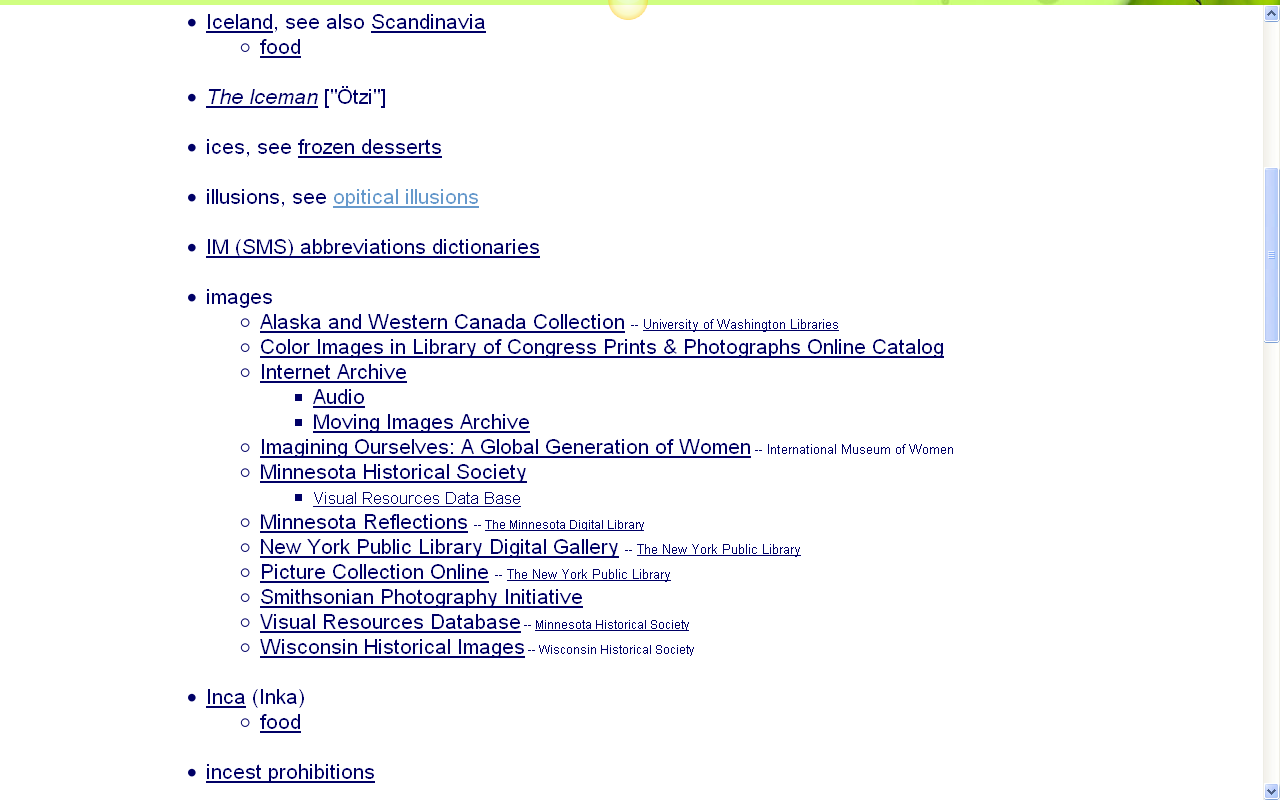 Iceland, see also Scandinavia
food
The Iceman ["Ötzi"]
ices, see frozen desserts
illusions, see opitical illusions
IM (SMS) abbreviations dictionaries
images
Alaska and Western Canada Collection -- University of Washington Libraries
Color Images in Library of Congress Prints & Photographs Online Catalog
Internet Archive
Audio
Moving Images Archive
Imagining Ourselves: A Global Generation of Women -- International Museum of Women
Minnesota Historical Society
Visual Resources Data Base
Minnesota Reflections -- The Minnesota Digital Library
New York Public Library Digital Gallery -- The New York Public Library
Picture Collection Online -- The New York Public Library
Smithsonian Photography Initiative
Visual Resources Database -- Minnesota Historical Society
Wisconsin Historical Images -- Wisconsin Historical Society
Inca (Inka)
food
incest prohibitions